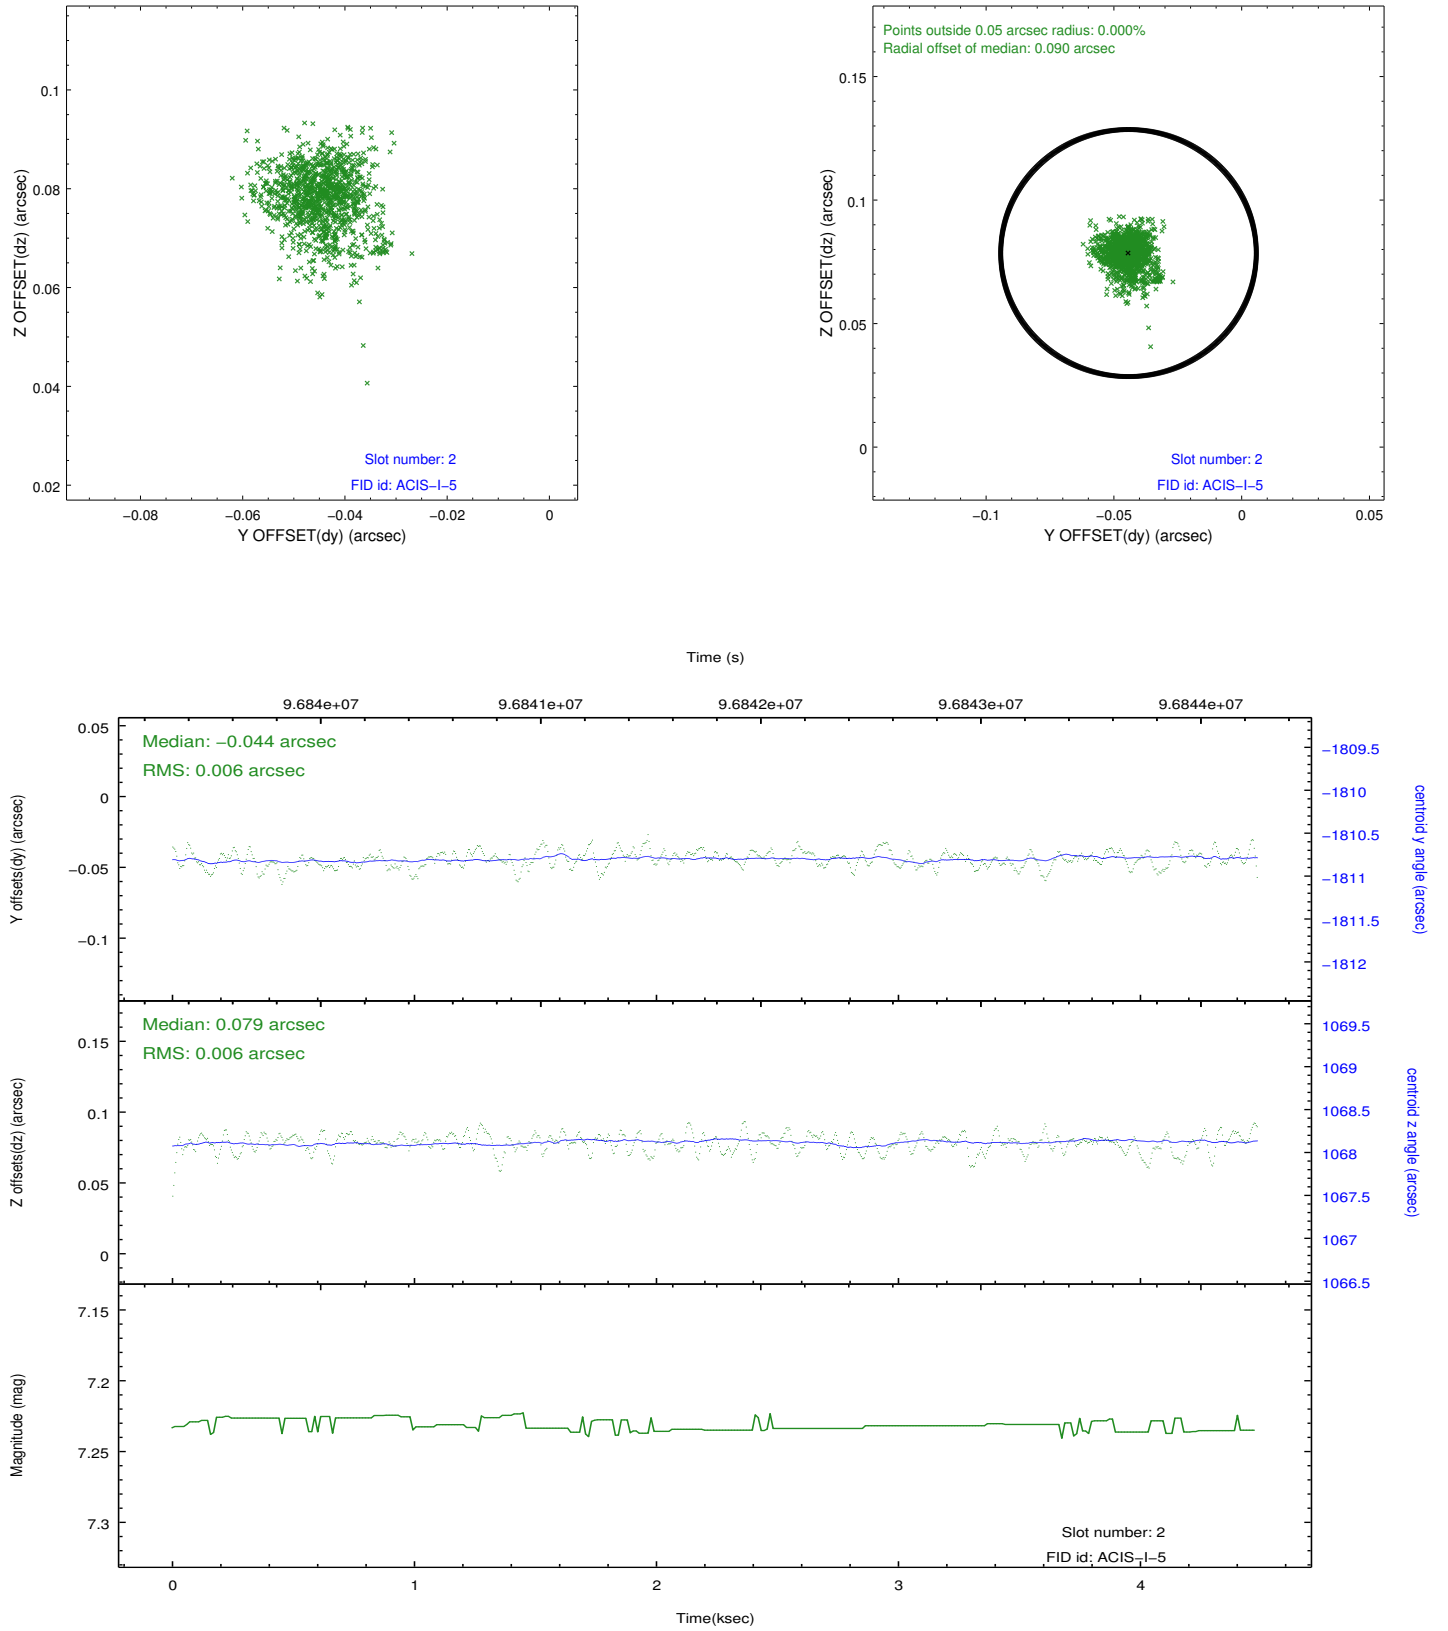 0.1
0.08
0.06
0.04
0.02
Z OFFSET(dz) (arcsec)
−0.08 −0.06 −0.04 −0.02 0
Y OFFSET(dy) (arcsec)
Slot number: 2
FID id: ACIS−I−5
Points outside 0.05 arcsec radius: 0.000%
Radial offset of median: 0.090 arcsec
0.15
0.1
0.05
0
Z OFFSET(dz) (arcsec)
−0.1 −0.05 0 0.05
Y OFFSET(dy) (arcsec)
Slot number: 2
FID id: ACIS−I−5
Time (s)
9.684e+07 9.6841e+07 9.6842e+07 9.6843e+07 9.6844e+07
Median: −0.044 arcsec
RMS: 0.006 arcsec
0.05
0
−0.05
−0.1
Y offsets(dy) (arcsec)
−1809.5
−1810
−1810.5
−1811
−1811.5
−1812
centroid y angle (arcsec)
Median: 0.079 arcsec
RMS: 0.006 arcsec
0.15
0.1
0.05
0
Z offsets(dz) (arcsec)
1069.5
1069
1068.5
1068
1067.5
1067
1066.5
centroid z angle (arcsec)
7.15
7.2
7.25
7.3
Magnitude (mag)
Slot number: 2
FID id: ACIS−I−5
0 1 2 3 4
Time(ksec)